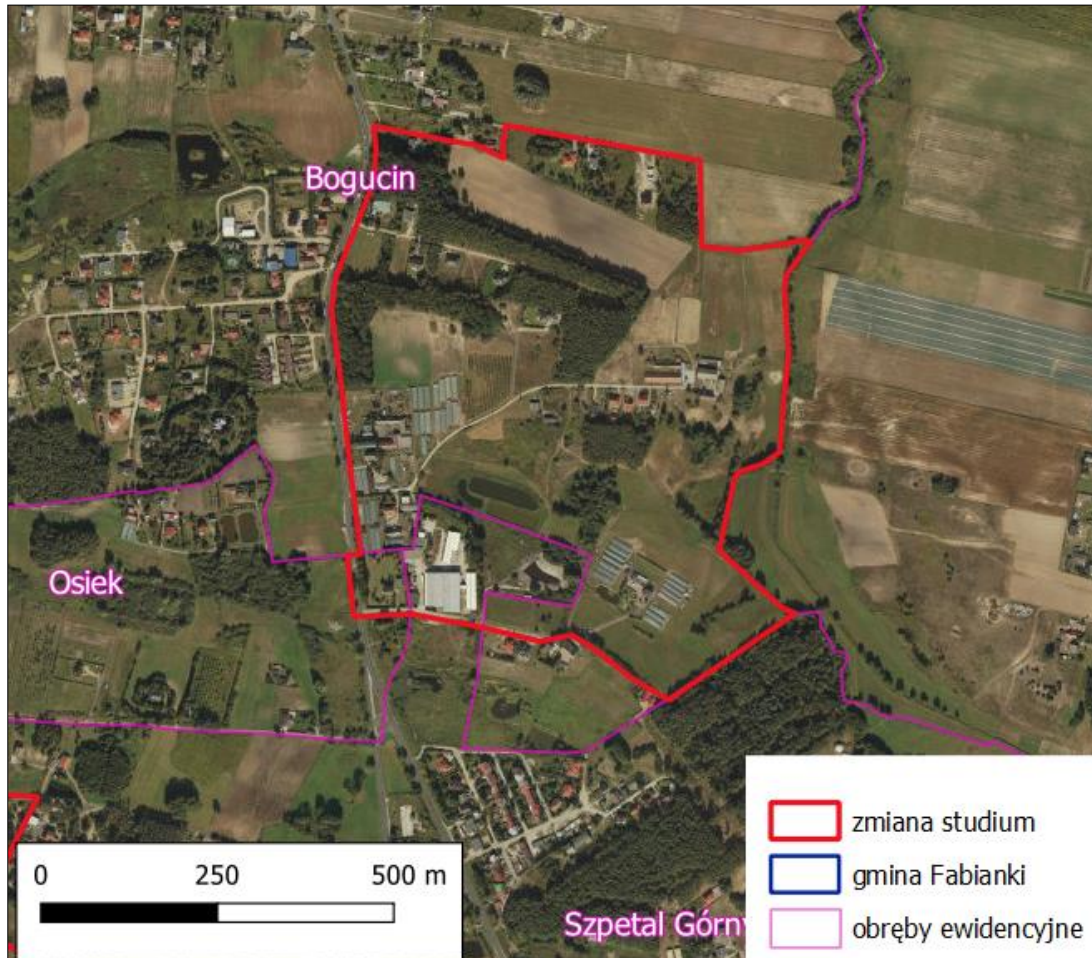 Bogucin
Osiek
0 250 500 m
Szpetal Górny
zmiana studium
gmina Fabianki
obręby ewidencyjne